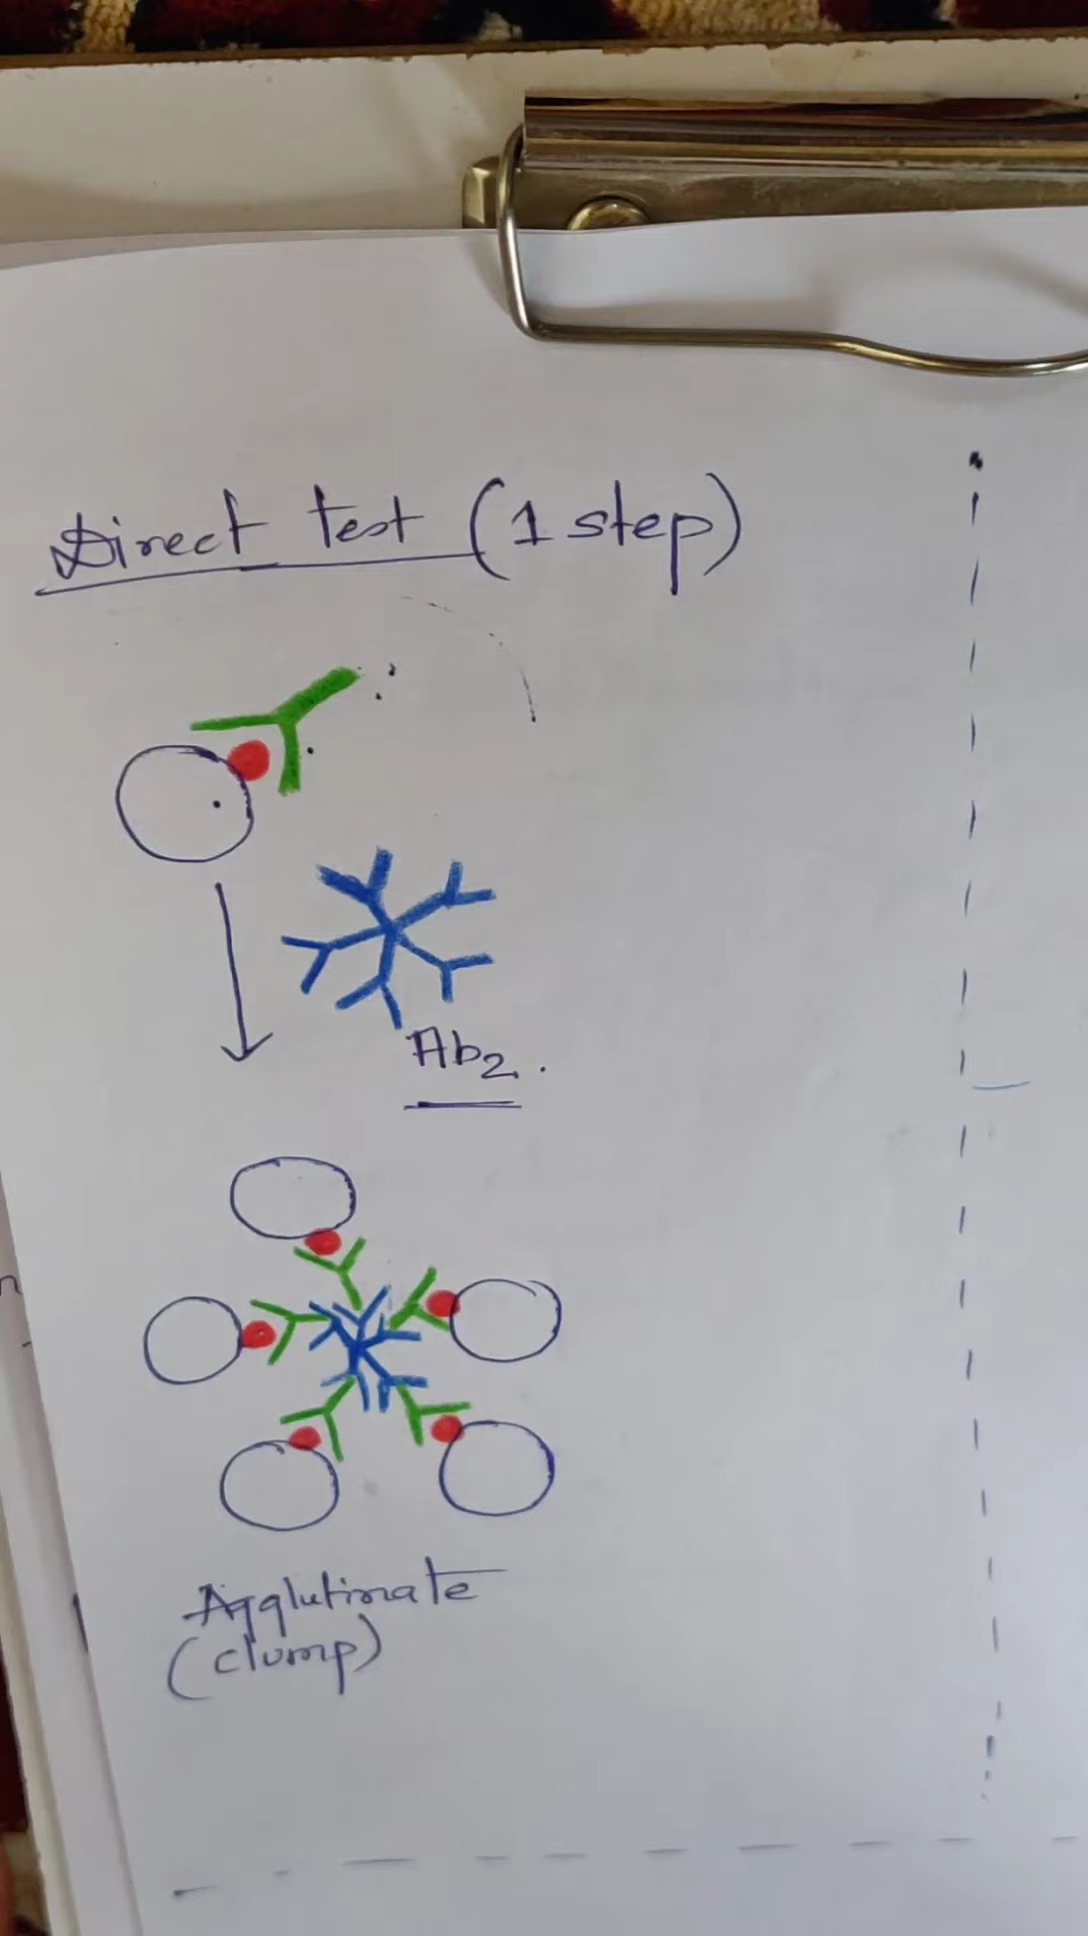 Direct test (1 step)
Ab2.
Agglutinate
(clump)